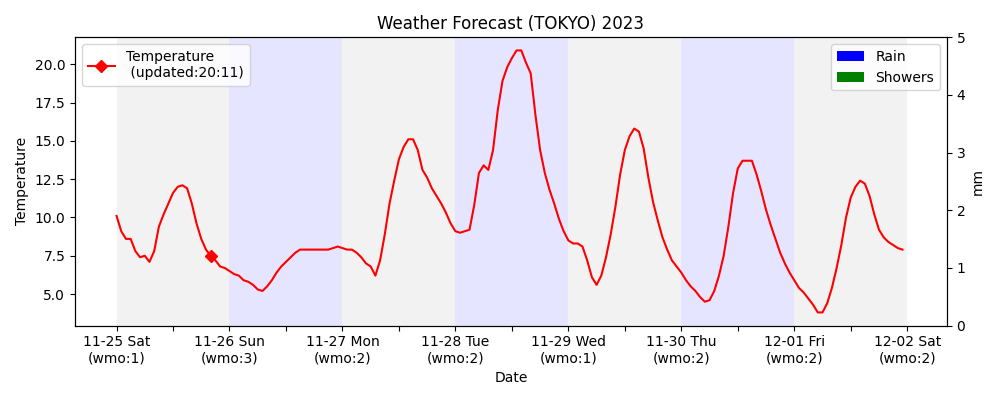 Weather Forecast (TOKYO) 2023
Temperature
(updated:20:11)
Rain
Showers
20.0
17.5
15.0
12.5
10.0
7.5
5.0
Temperature
5
4
3
2
1
0
mm
11-25 Sat 11-26 Sun 11-27 Mon 11-28 Tue 11-29 Wed 11-30 Thu 12-01 Fri 12-02 Sat
(wmo:1) (wmo:3) (wmo:2) (wmo:2) (wmo:1) (wmo:2) (wmo:2) (wmo:2)
Date